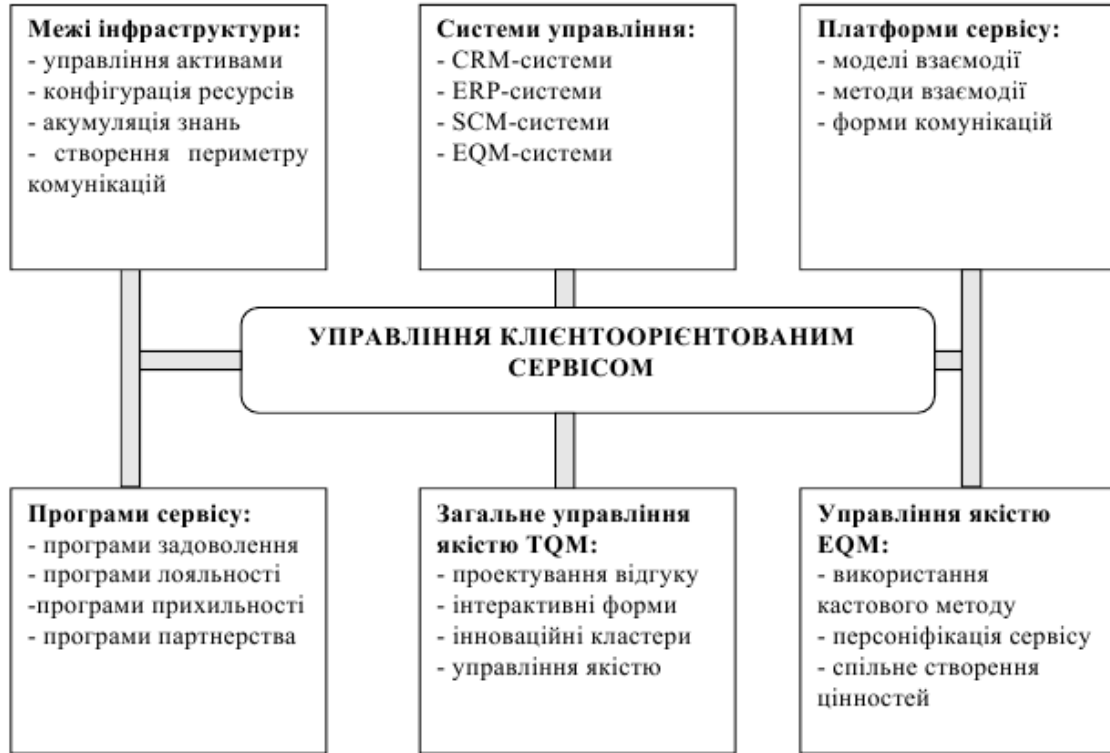 Межі інфраструктури:
- управління активами
- конфігурація ресурсів
- акумуляція знань
- створення периметру
комунікацій
Системи управління:
- CRM-системи
- ERP-системи
- SCM-системи
- EQM-системи
Платформи сервісу:
- моделі взаємодії
- методи взаємодії
- форми комунікацій
УПРАВЛІННЯ КЛІЄНТООРІЄНТОВАНИМ
СЕРВІСОМ
Програми сервісу:
- програми задоволення
- програми лояльності
-програми прихильності
- програми партнерства
Загальне управління
якістю TQM:
- проектування відгуку
- інтерактивні форми
- інноваційні кластери
- управління якістю
Управління якістю
EQM:
- використання
кастового методу
- персоніфікація сервісу
- спільне створення
цінностей